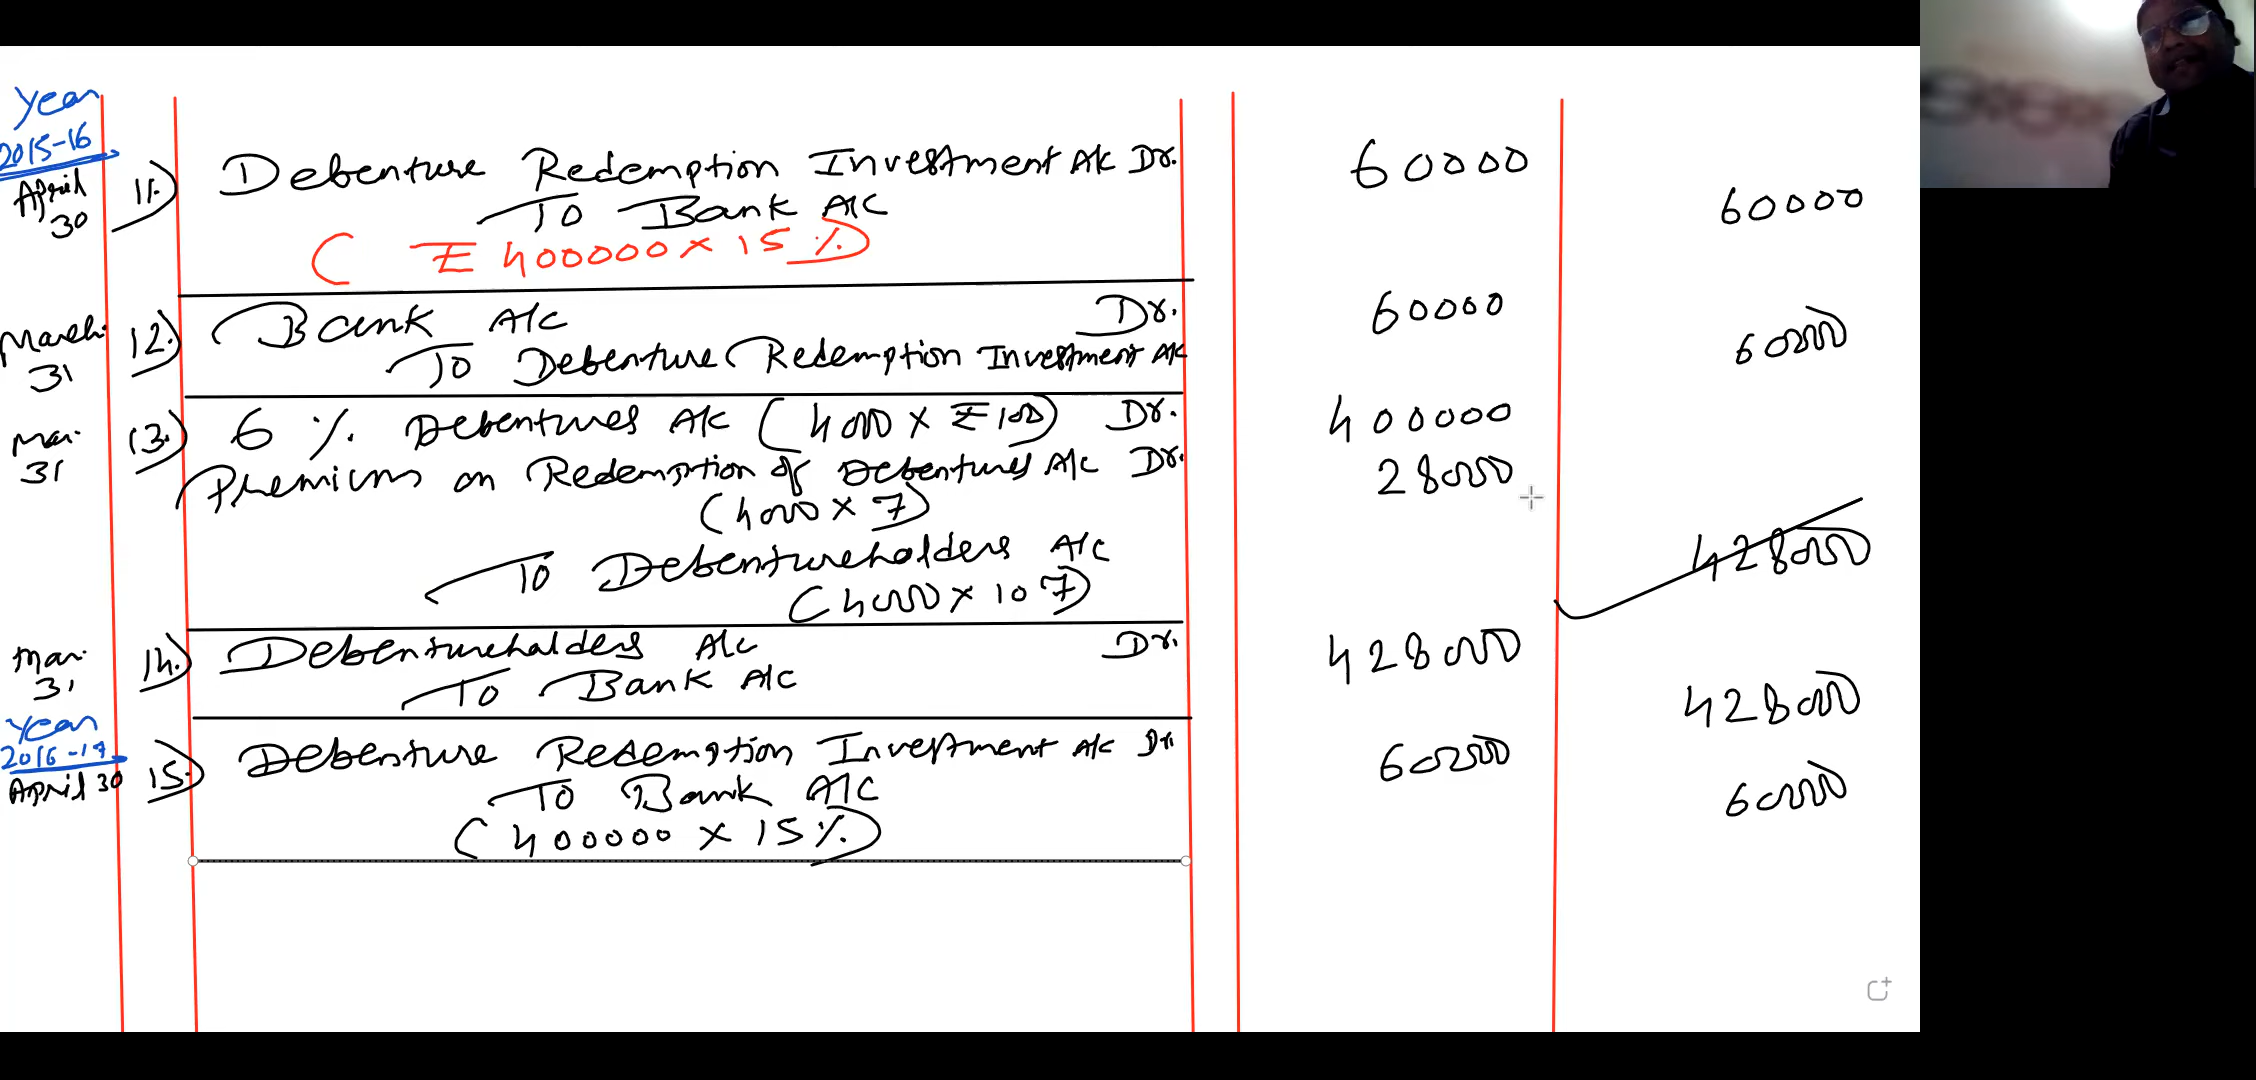 Year
2015-16
April 30 11.) Debenture Redemption Investment A/c Dr. 60000
To Bank A/C 60000
( ₹ 400000 × 15 %)
March 31 12.) Bank A/c Dr. 60000
To Debenture Redemption Investment A/c 60000
Mar. 31 13.) 6 % Debentures A/c (4000 × ₹100) Dr. 400000
Premium on Redemption of Debentures A/c Dr. 28000
(4000 × 7)
To Debentureholders A/c 428000
(4000 × 107)
Mar. 31 14.) Debentureholders A/c Dr. 428000
To Bank A/C 428000
Year
2016-17
April 30 15.) Debenture Redemption Investment A/c Dr. 60000
To Bank A/C 60000
(400000 × 15%)